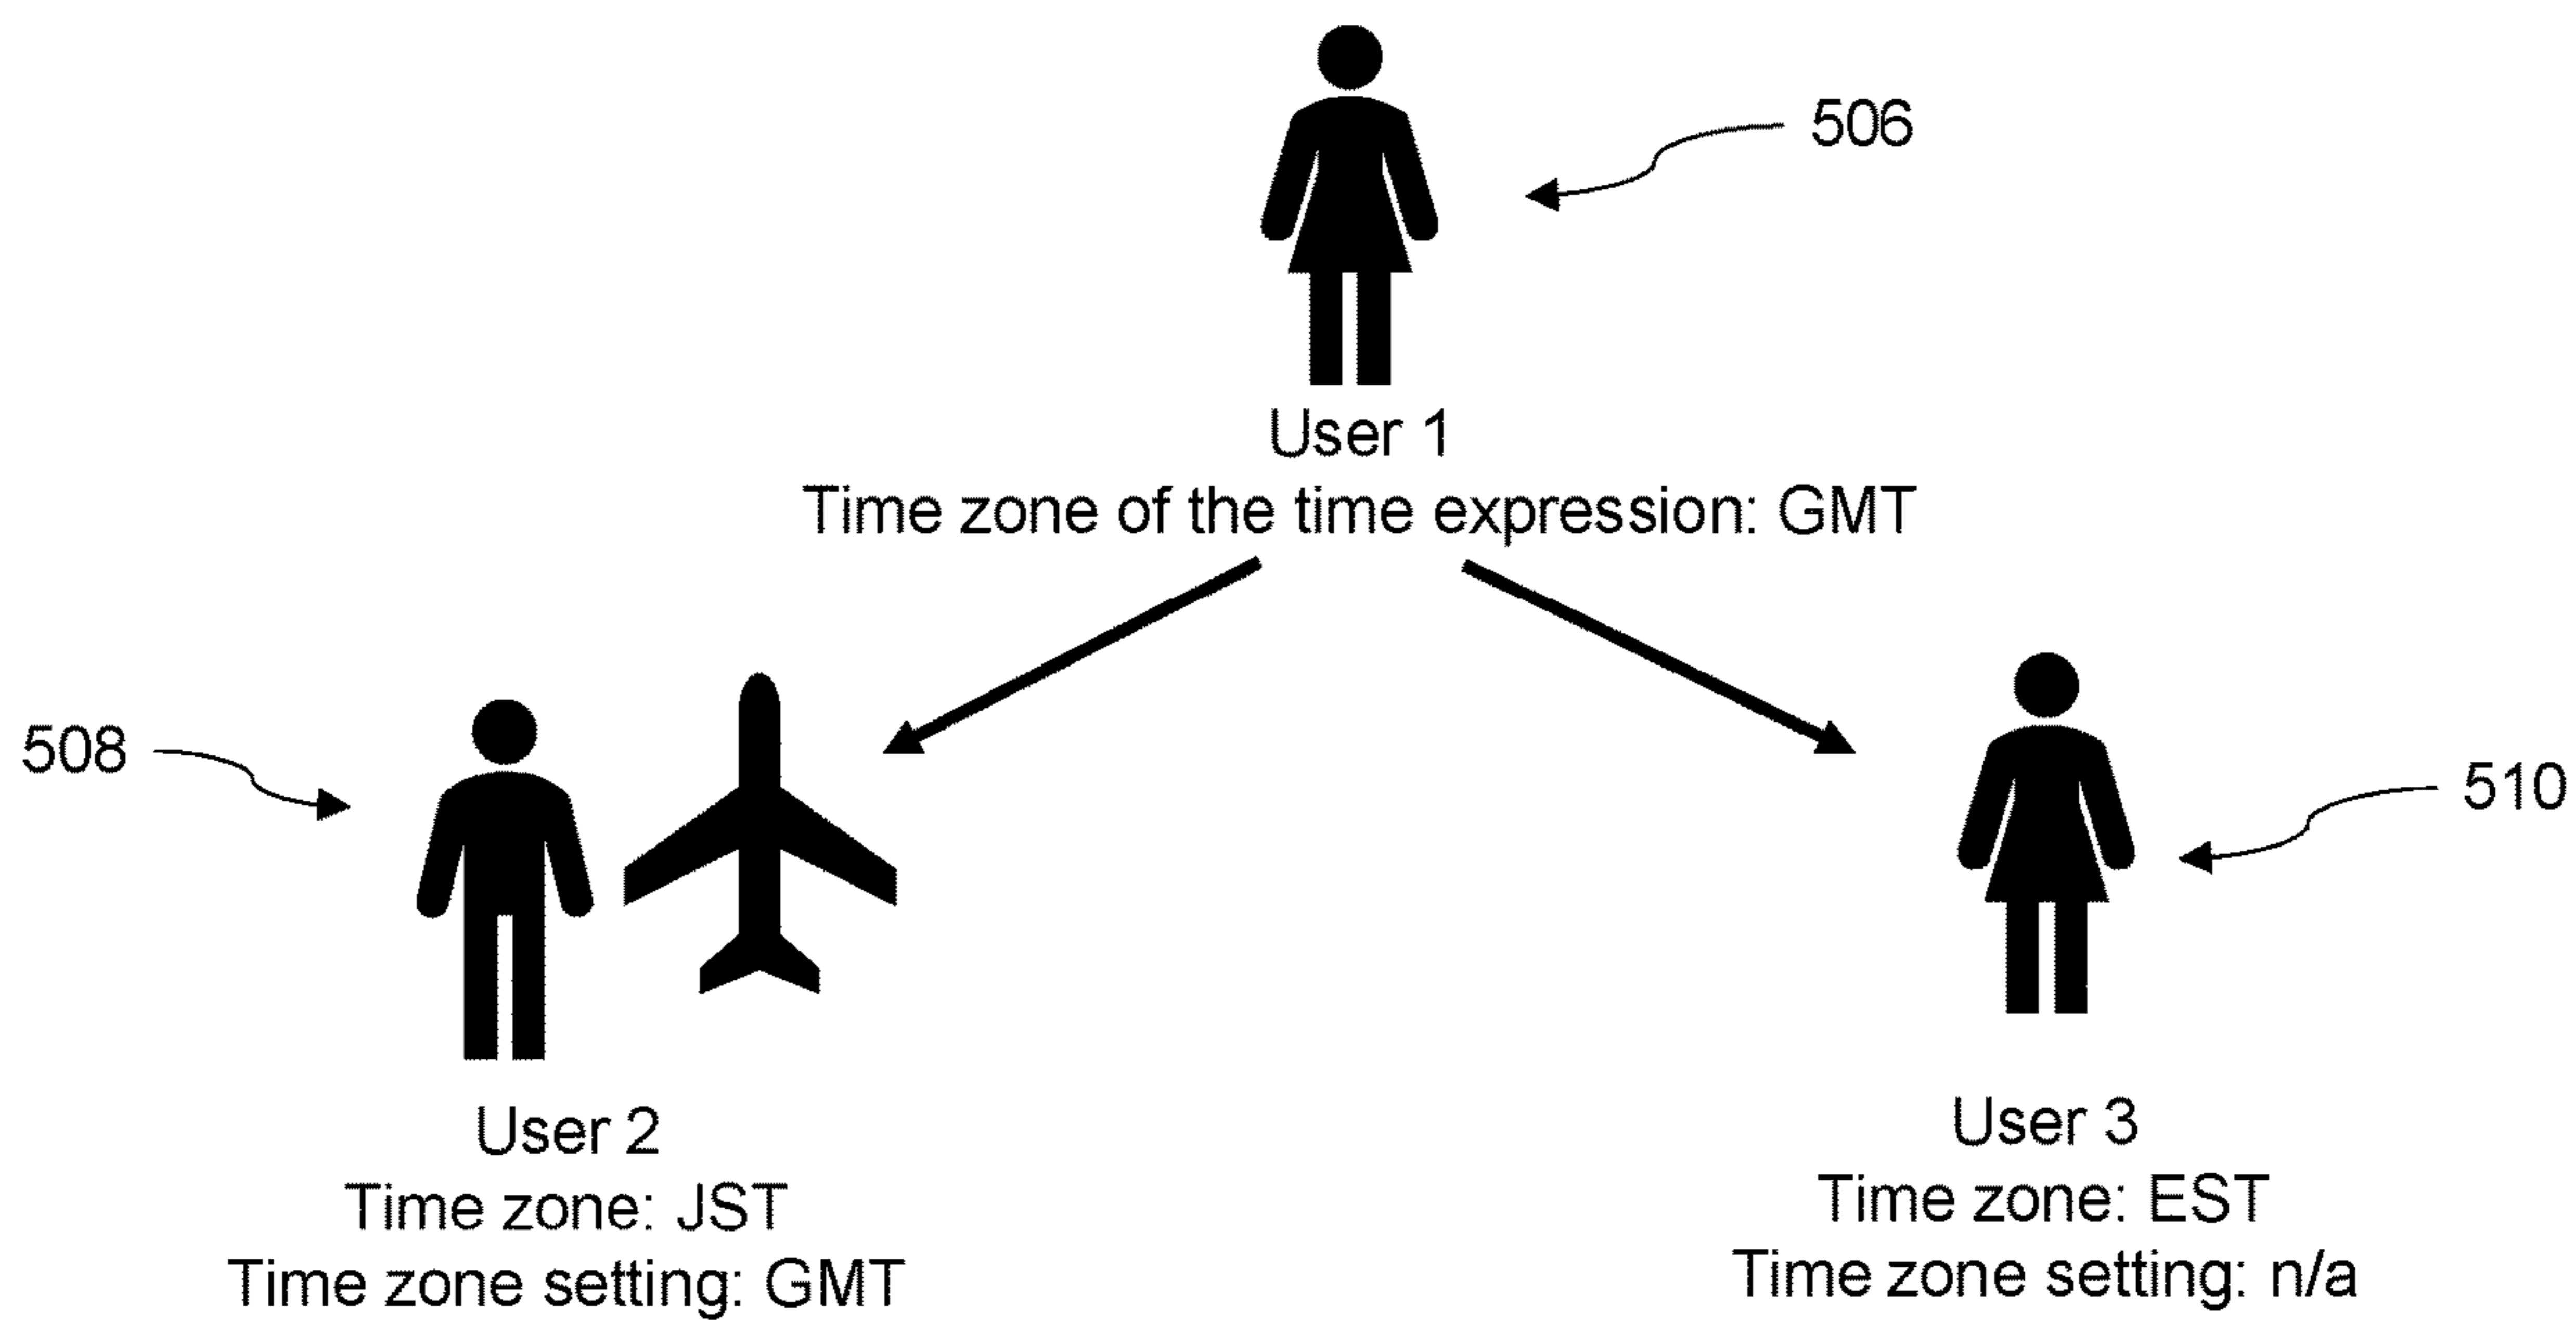 506
User 1
Time zone of the time expression: GMT
508
510
User 2
Time zone: JST
Time zone setting: GMT
User 3
Time zone: EST
Time zone setting: n/a